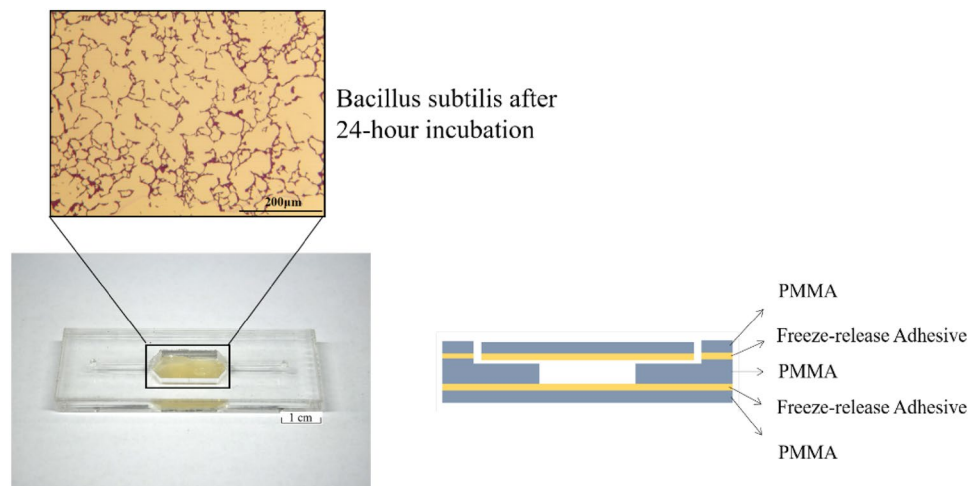 Bacillus subtilis after
24-hour incubation
200μm
1 cm
PMMA
Freeze-release Adhesive
PMMA
Freeze-release Adhesive
PMMA